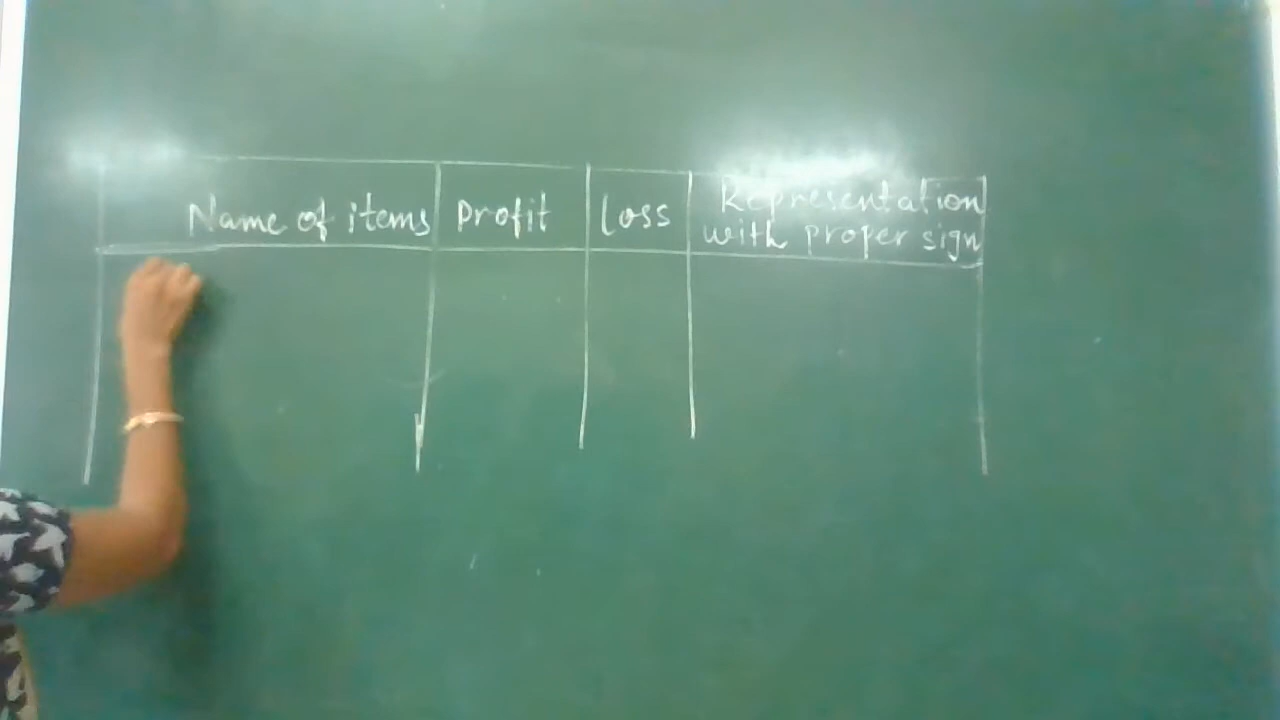 Name of items
Profit
Loss
Representation
with proper sign